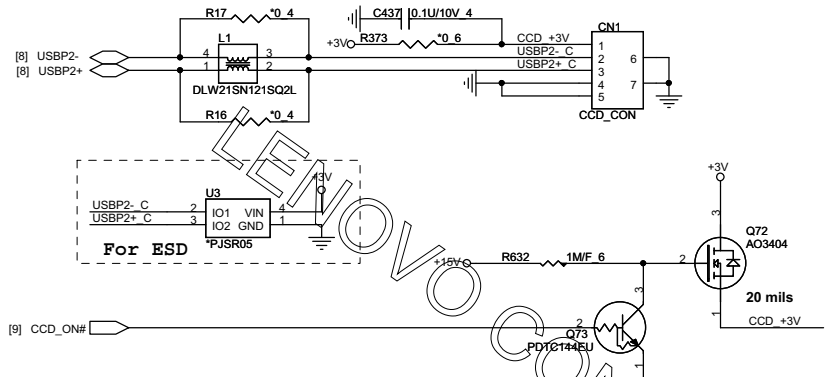 R17 *0_4
C437 0.1U/10V_4
CN1
[8] USBP2-
[8] USBP2+
L1
4 3
1 2
DLW21SN121SQ2L
+3V R373 *0_6 CCD_+3V
USBP2-_C
USBP2+_C
1
2
3
4
5
6
7
CCD_CON
R16 *0_4
USBP2-_C 2
USBP2+_C 3
U3
IO1 VIN 4
IO2 GND 1
+3V
*PJSR05
For ESD
+3V
3
Q72
AO3404
2
1
20 mils
CCD_+3V
+15V R632 1M/F_6
3
[9] CCD_ON# 2
Q73
PDTC144EU
1
LENOVO CO